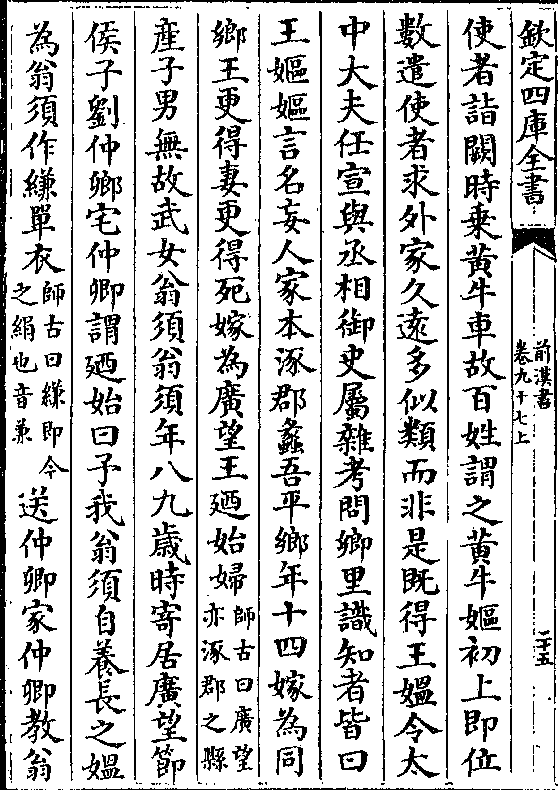 欽定四庫全書
前漢書
卷九十七上
二十五
使者詣闕時乗黄牛車故百姓謂之黄牛嫗初上即位
數遣使者求外家久遠多似類而非是既得王媪令太
中大夫任宣與丞相御史屬雜考問鄉里識知者皆曰
王嫗嫗言名妄人家本涿郡蠡吾平鄉年十四嫁為同
鄉王更得妻更得死嫁為廣望王廼始婦師古曰廣望亦涿郡之縣
産子男無故武女翁須翁須年八九歲時寄居廣望節
侯子劉仲卿宅仲卿謂廼始曰予我翁須自養長之媪
為翁須作縑單衣師古曰縑即今之絹也音兼送仲卿家仲卿教翁